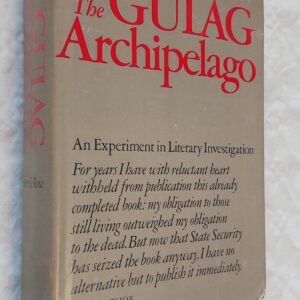 The GULAG
Archipelago
An Experiment in Literary Investigation
For years I have with reluctant heart
withheld from publication this already
completed book: my obligation to those
still living outweighed my obligation
to the dead. But now that State Security
has seized the book anyway, I have no
alternative but to publish it immediately.
GULAG